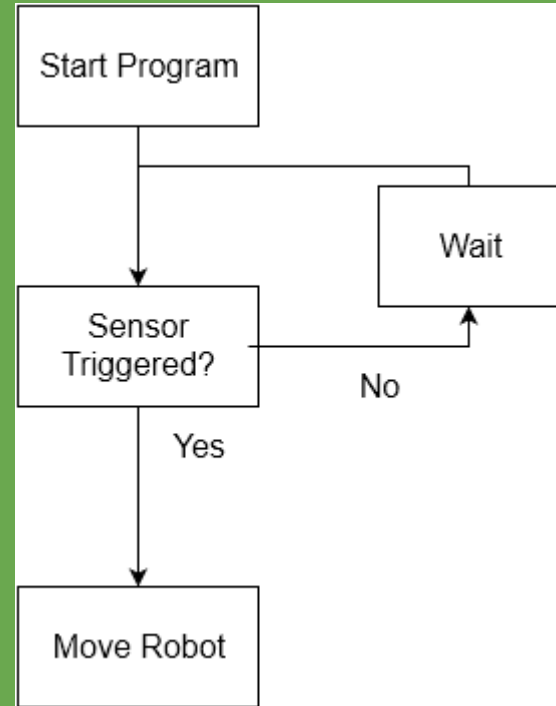 Start Program
Wait
Sensor
Triggered?
No
Yes
Move Robot